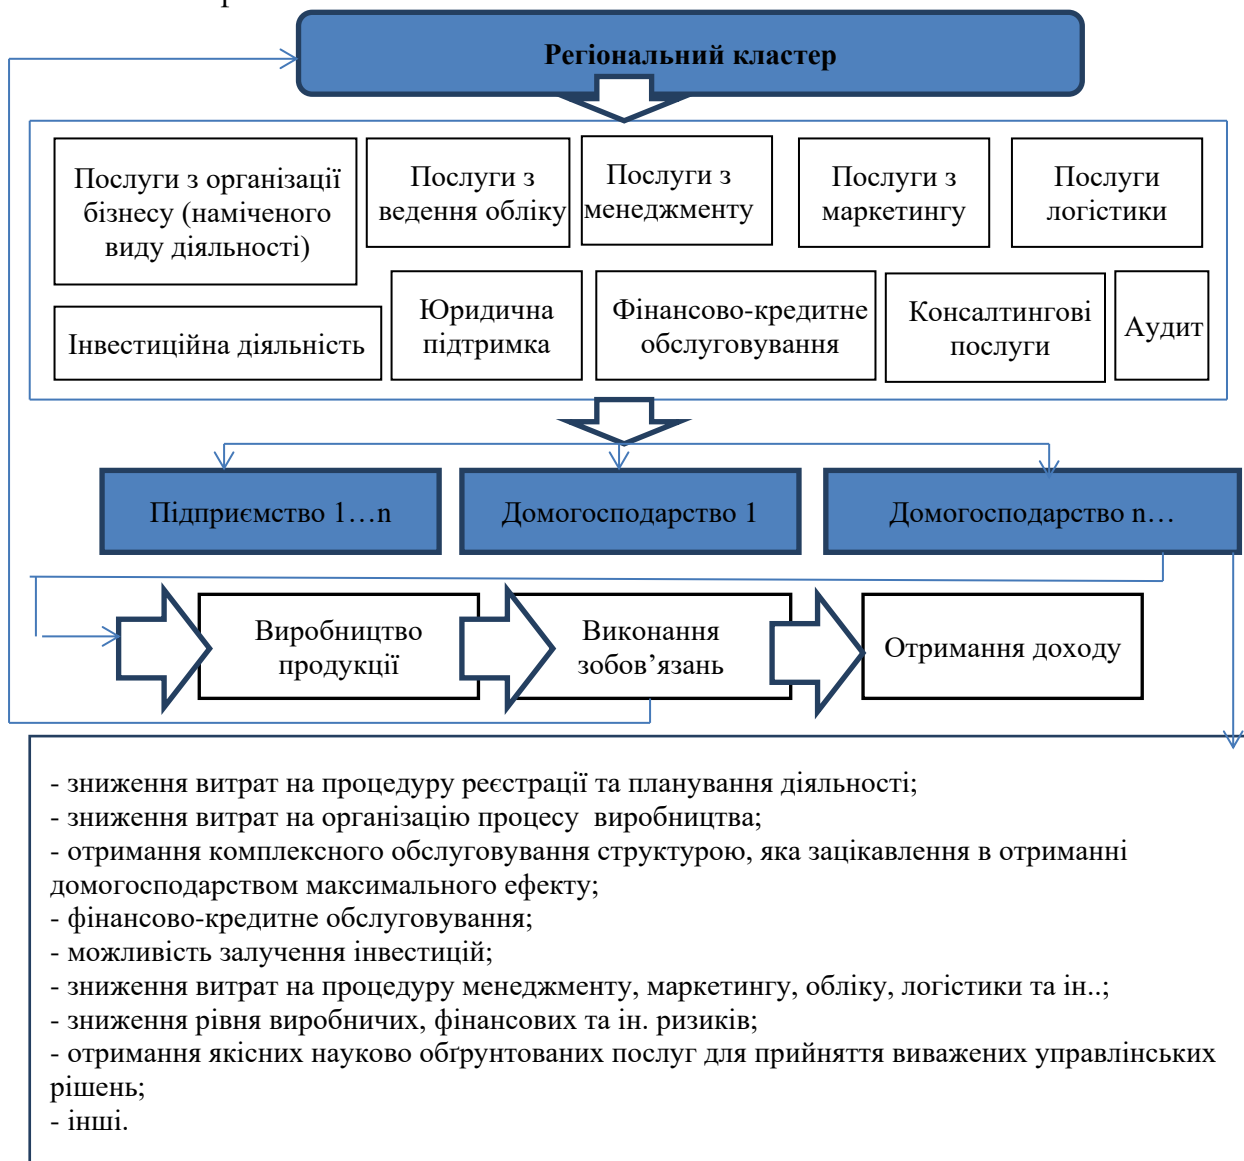 Регіональний кластер
Послуги з організації
бізнесу (наміченого
виду діяльності)
Послуги з
ведення обліку
Послуги з
менеджменту
Послуги з
маркетингу
Послуги
логістики
Інвестиційна діяльність
Юридична
підтримка
Фінансово-кредитне
обслуговування
Консалтингові
послуги
Аудит
Підприємство 1…n
Домогосподарство 1
Домогосподарство n…
Виробництво
продукції
Виконання
зобов’язань
Отримання доходу
- зниження витрат на процедуру реєстрації та планування діяльності;
- зниження витрат на організацію процесу виробництва;
- отримання комплексного обслуговування структурою, яка зацікавлення в отриманні
домогосподарством максимального ефекту;
- фінансово-кредитне обслуговування;
- можливість залучення інвестицій;
- зниження витрат на процедуру менеджменту, маркетингу, обліку, логістики та ін..;
- зниження рівня виробничих, фінансових та ін. ризиків;
- отримання якісних науково обґрунтованих послуг для прийняття виважених управлінських
рішень;
- інші.